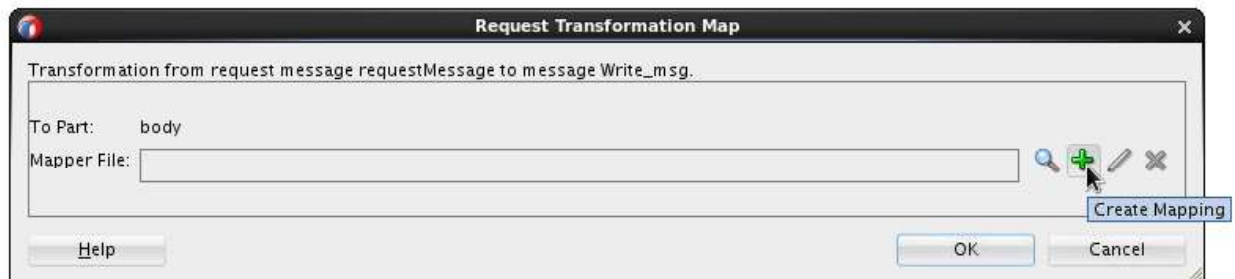 Request Transformation Map
Transformation from request message requestMessage to message Write_msg.
To Part: body
Mapper File:
Create Mapping
Help OK Cancel